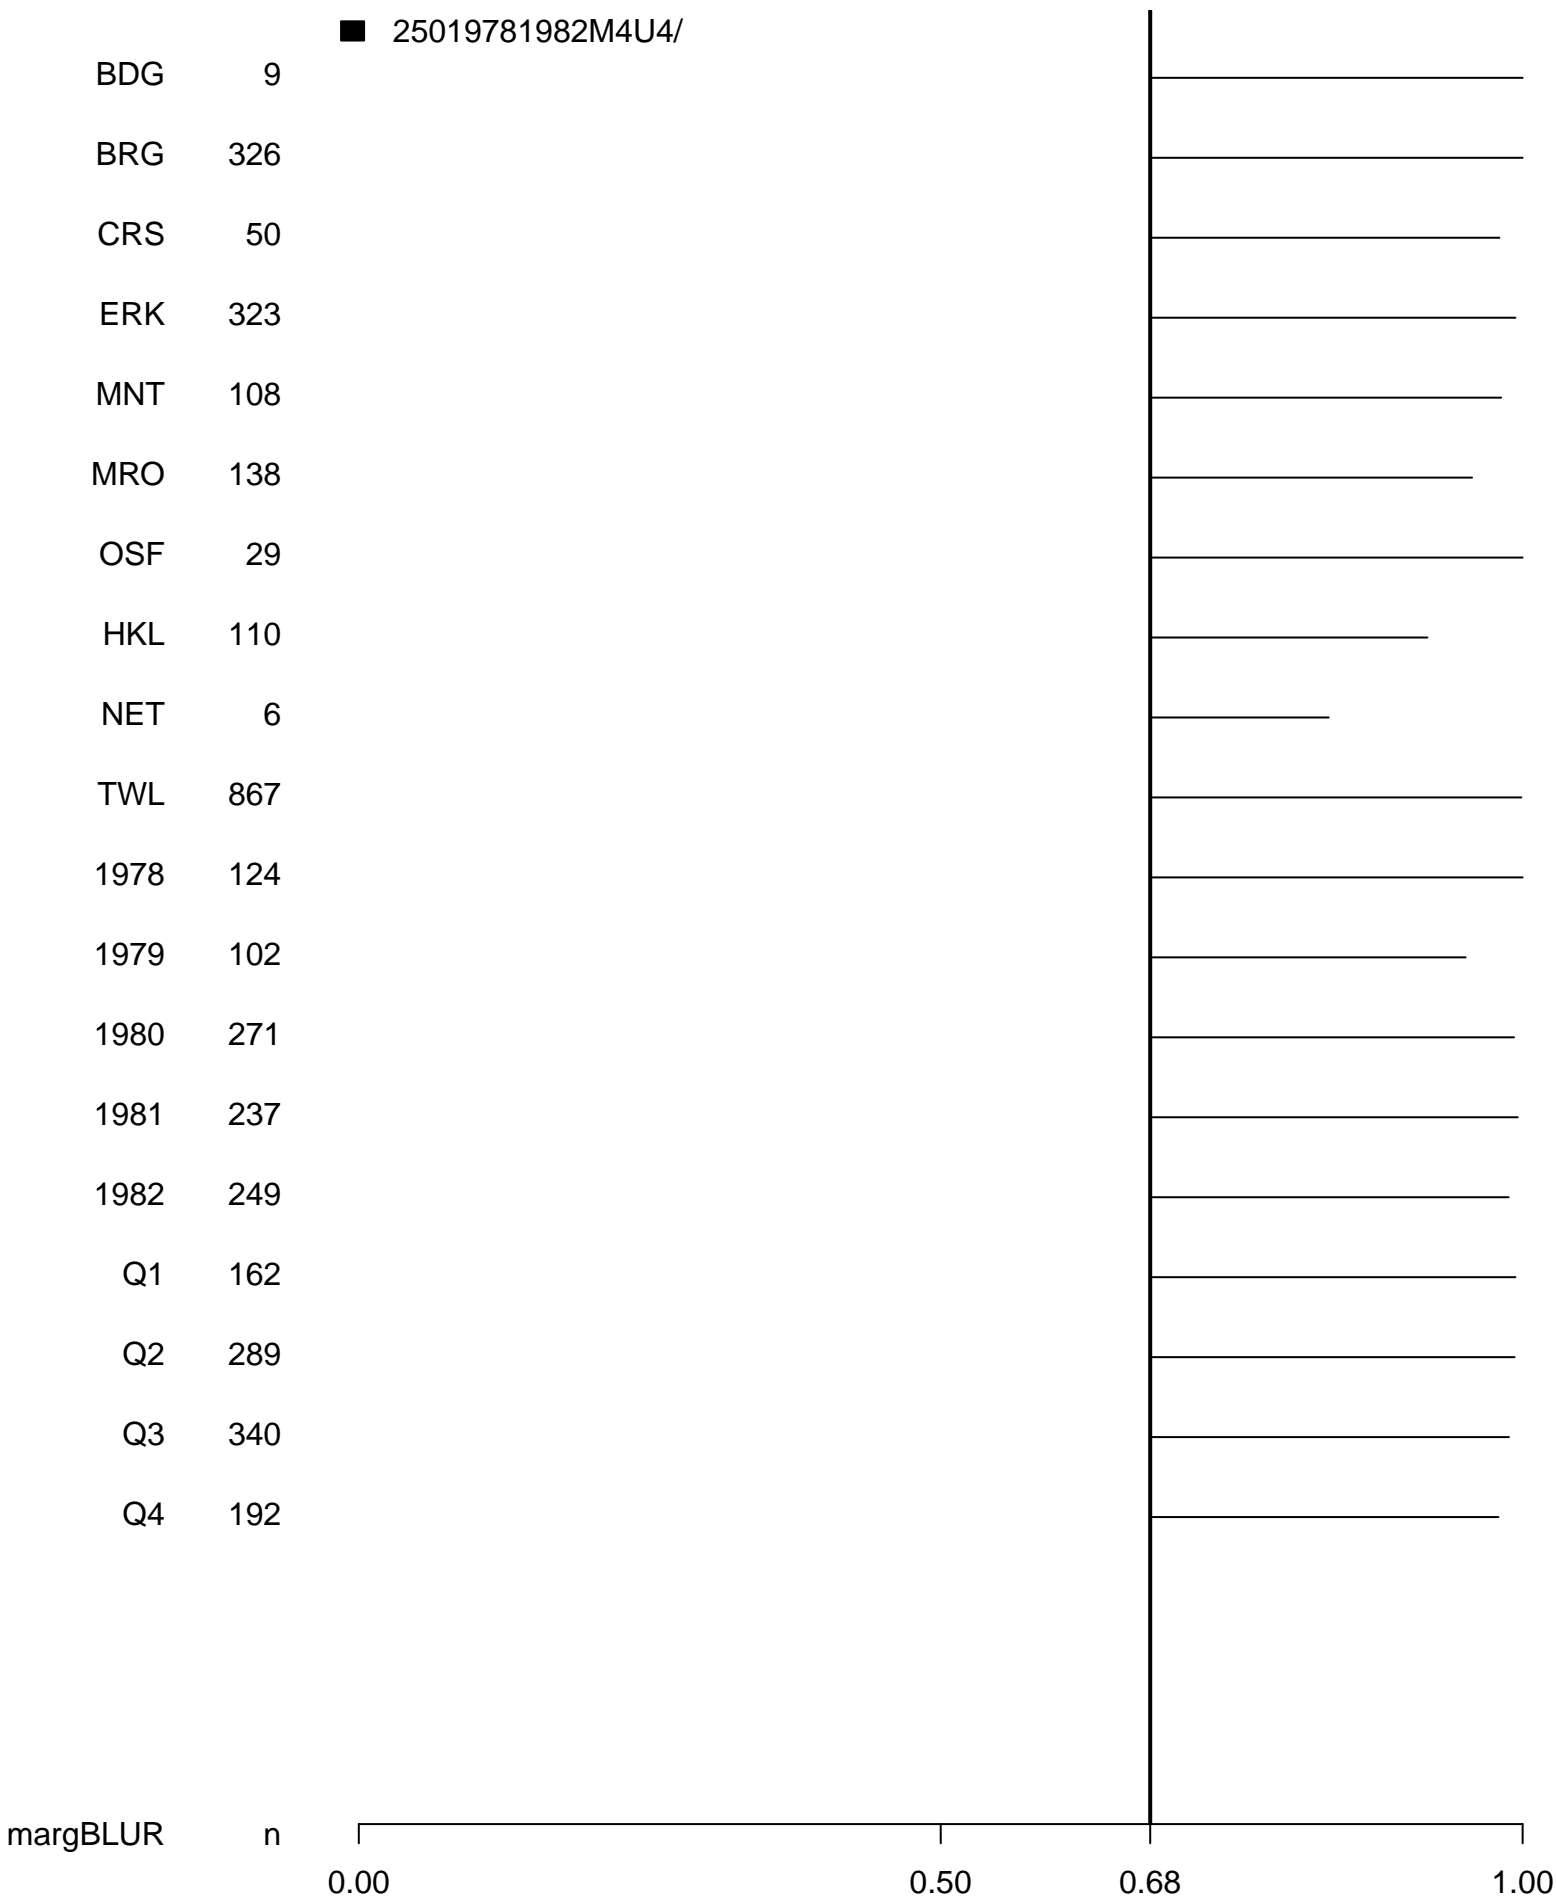 25019781982M4U4/
BDG 9
BRG 326
CRS 50
ERK 323
MNT 108
MRO 138
OSF 29
HKL 110
NET 6
TWL 867
1978 124
1979 102
1980 271
1981 237
1982 249
Q1 162
Q2 289
Q3 340
Q4 192
margBLUR n
0.00 0.50 0.68 1.00